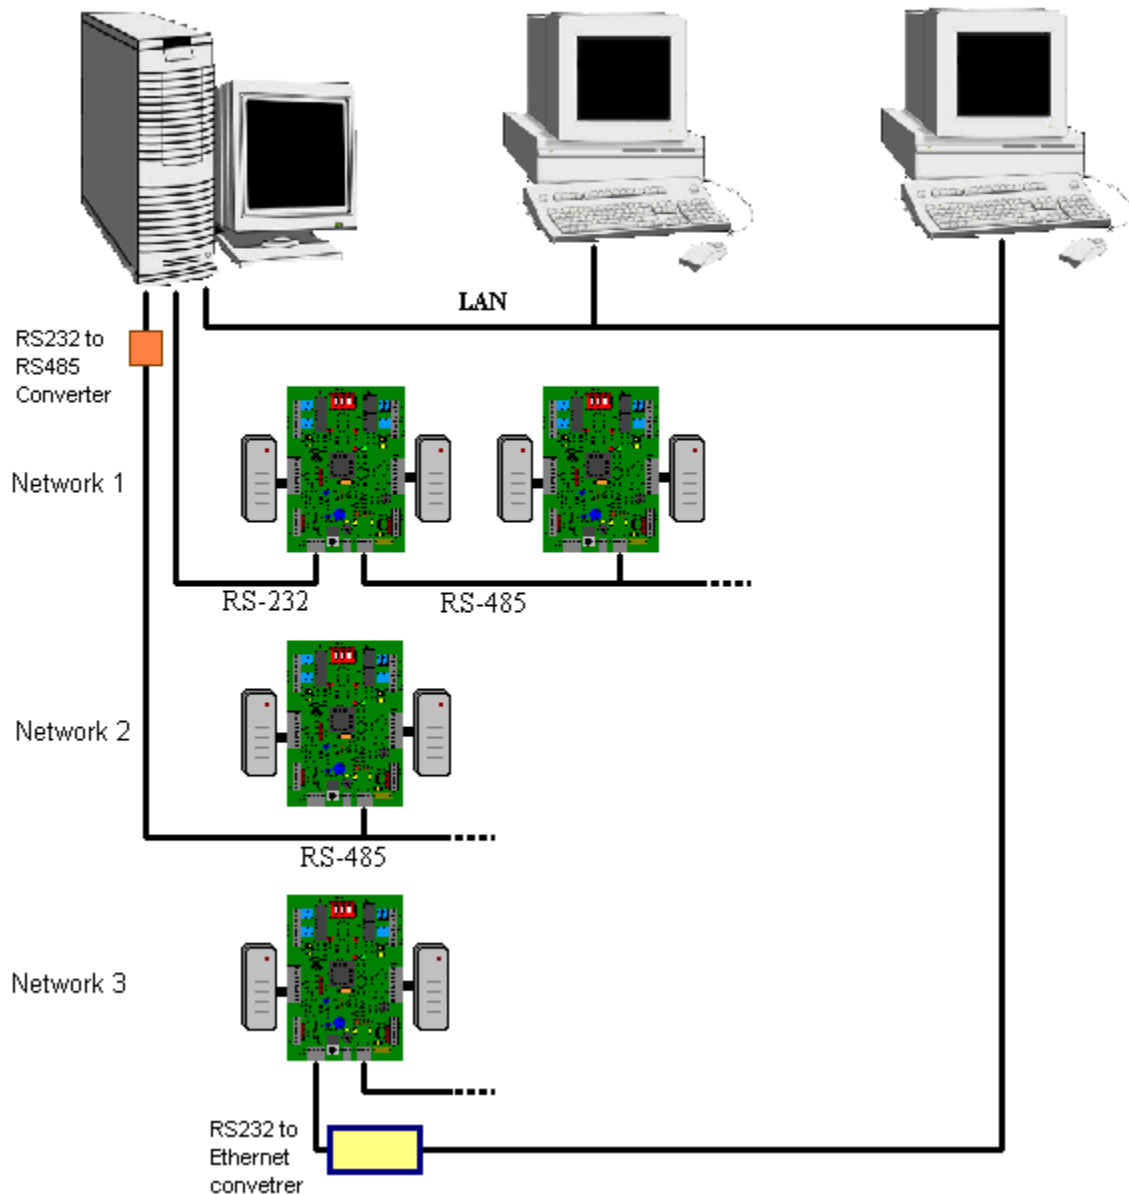 LAN
RS232 to
RS485
Converter
Network 1
RS-232
RS-485
Network 2
RS-485
Network 3
RS232 to
Ethernet
convetrer